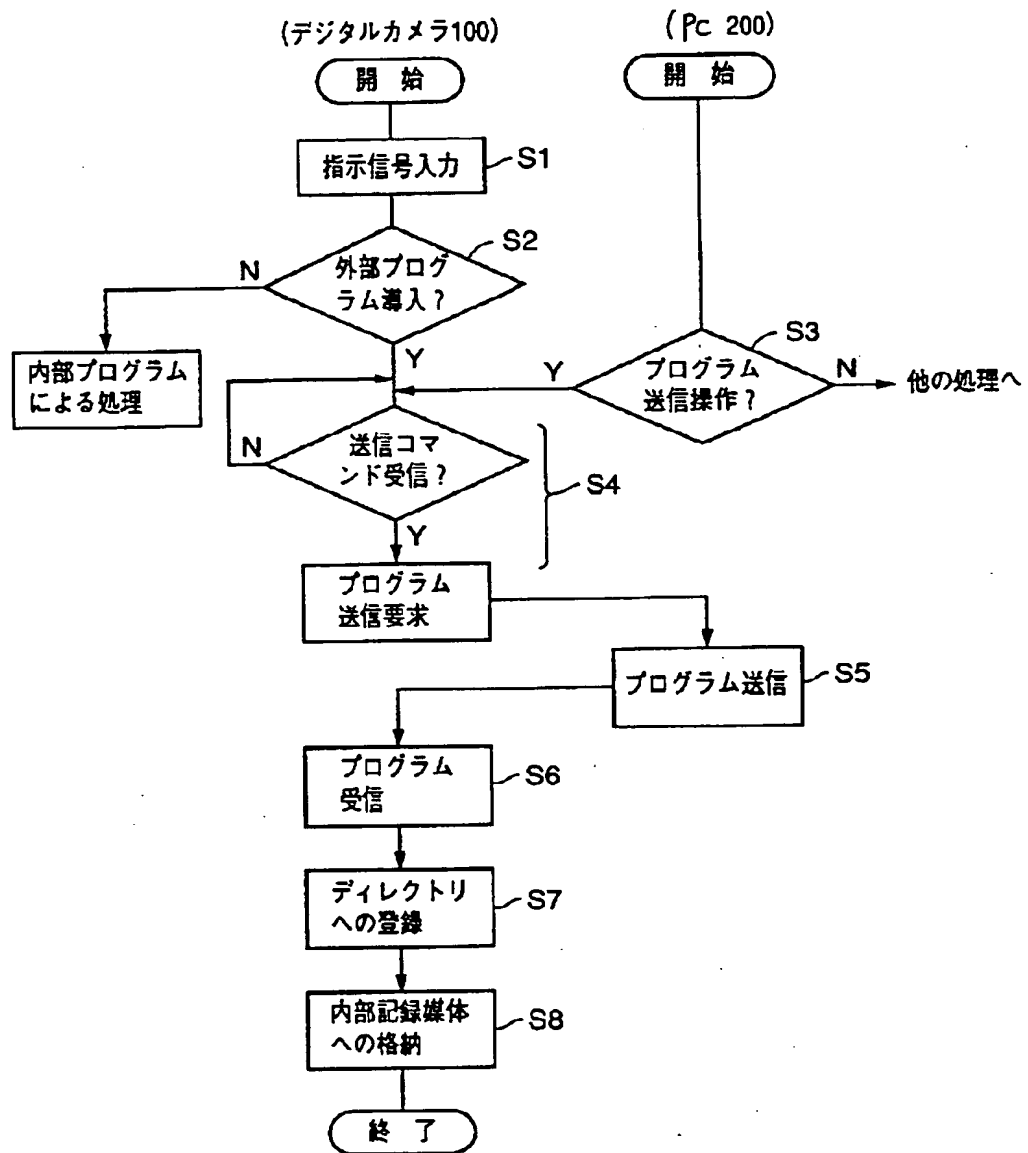 (デジタルカメラ100)
(PC 200)
開 始
開 始
指示信号入力
S1
S2
外部プログ
ラム導入?
N
Y
S3
プログラム
送信操作?
Y
N
他の処理へ
内部プログラム
による処理
送信コマ
ンド受信?
N
Y
S4
プログラム
送信要求
プログラム送信
S5
プログラム
受信
S6
ディレクトリ
への登録
S7
内部記録媒体
への格納
S8
終 了